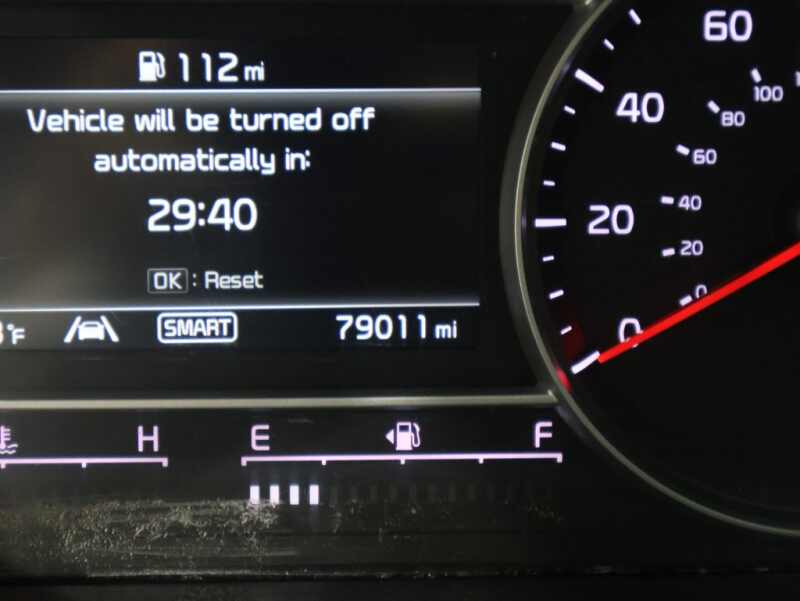 112 mi
Vehicle will be turned off
automatically in:
29:40
OK : Reset
°F SMART 79011 mi
H E F
60
40
20
0
100
80
60
40
20
0